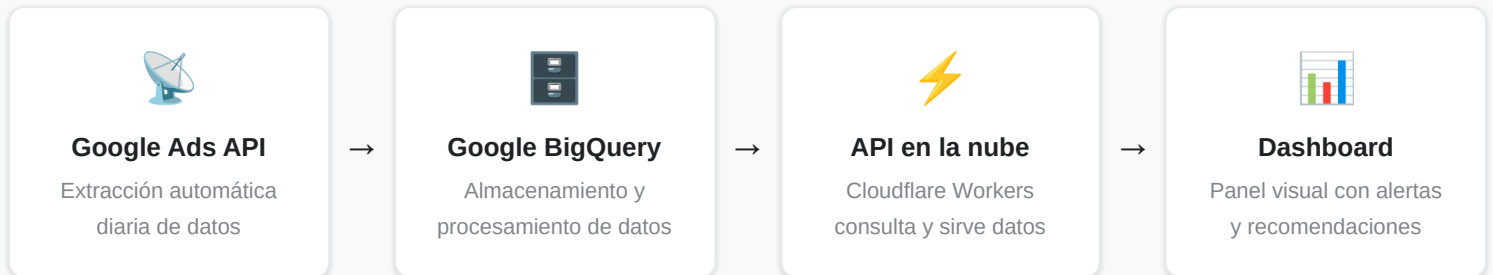 Google Ads API
Extracción automática
diaria de datos
→
Google BigQuery
Almacenamiento y
procesamiento de datos
→
API en la nube
Cloudflare Workers
consulta y sirve datos
→
Dashboard
Panel visual con alertas
y recomendaciones